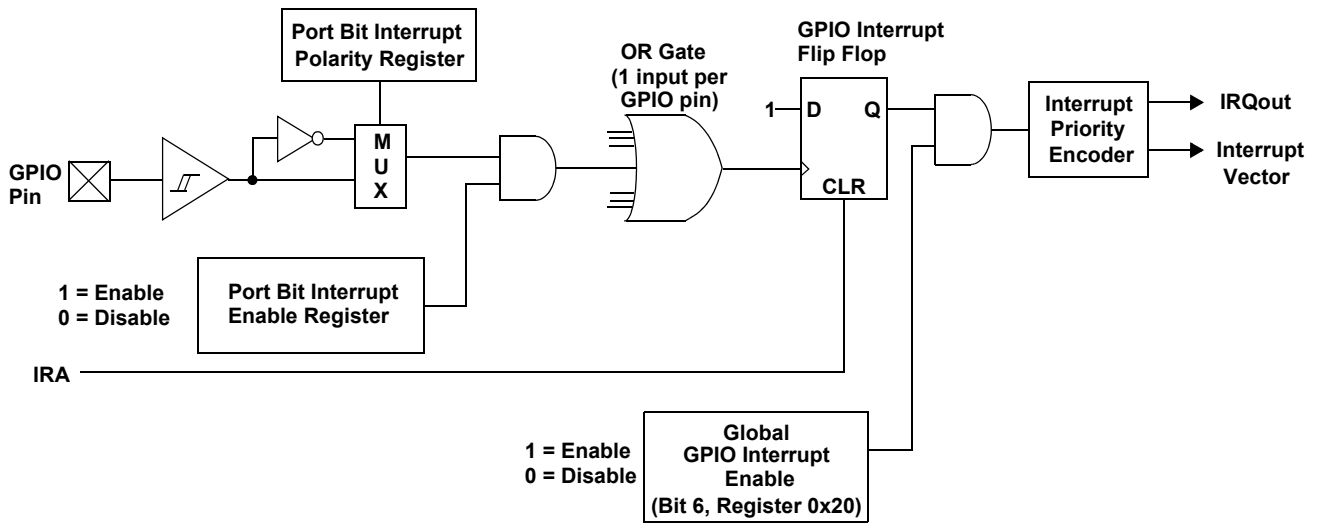 Port Bit Interrupt
Polarity Register
OR Gate
(1 input per
GPIO pin)
GPIO Interrupt
Flip Flop
GPIO
Pin
M
U
X
1
D
Q
CLR
Interrupt
Priority
Encoder
IRQout
Interrupt
Vector
1 = Enable
0 = Disable
Port Bit Interrupt
Enable Register
IRA
1 = Enable
0 = Disable
Global
GPIO Interrupt
Enable
(Bit 6, Register 0x20)